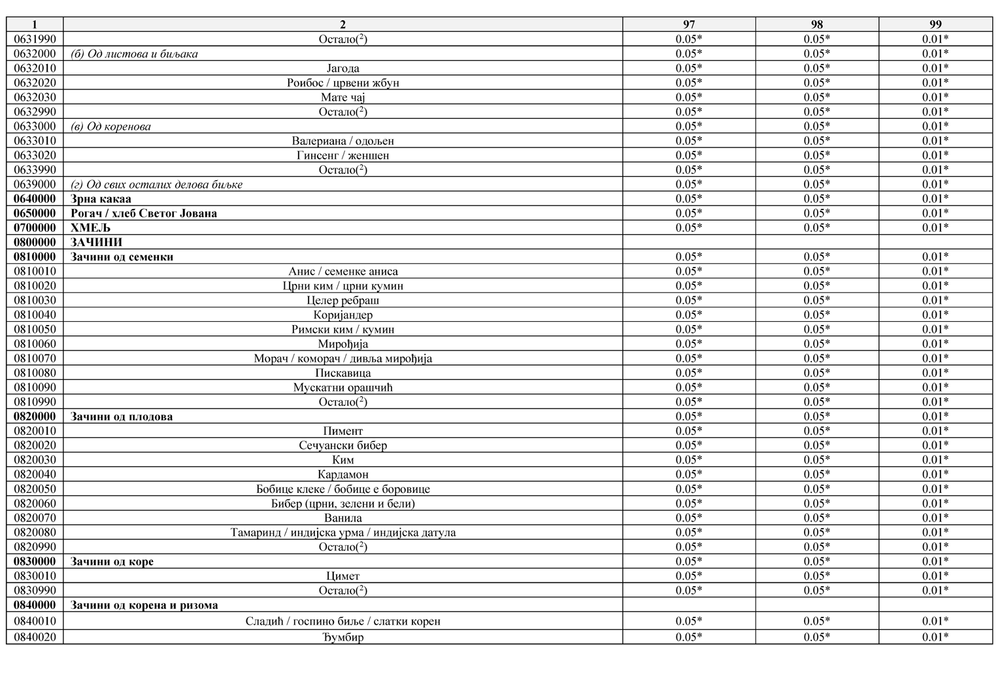 1 2 97 98 99
0631990 Остало(²) 0.05* 0.05* 0.01*
0632000 (б) Од листова и биљака 0.05* 0.05* 0.01*
0632010 Јагода 0.05* 0.05* 0.01*
0632020 Роибос / црвени жбун 0.05* 0.05* 0.01*
0632030 Мате чај 0.05* 0.05* 0.01*
0632990 Остало(²) 0.05* 0.05* 0.01*
0633000 (в) Од коренова 0.05* 0.05* 0.01*
0633010 Валериана / одољен 0.05* 0.05* 0.01*
0633020 Гинсенг / женшен 0.05* 0.05* 0.01*
0633990 Остало(²) 0.05* 0.05* 0.01*
0639000 (г) Од свих осталих делова биљке 0.05* 0.05* 0.01*
0640000 Зрна какаа 0.05* 0.05* 0.01*
0650000 Рогач / хлеб Светог Јована 0.05* 0.05* 0.01*
0700000 ХМЕЉ 0.05* 0.05* 0.01*
0800000 ЗАЧИНИ
0810000 Зачини од семенки 0.05* 0.05* 0.01*
0810010 Анис / семенке аниса 0.05* 0.05* 0.01*
0810020 Црни ким / црни кумин 0.05* 0.05* 0.01*
0810030 Целер ребраш 0.05* 0.05* 0.01*
0810040 Коријандер 0.05* 0.05* 0.01*
0810050 Римски ким / кумин 0.05* 0.05* 0.01*
0810060 Мирођија 0.05* 0.05* 0.01*
0810070 Морач / коморач / дивља мирођија 0.05* 0.05* 0.01*
0810080 Пискавица 0.05* 0.05* 0.01*
0810090 Мускатни орашчић 0.05* 0.05* 0.01*
0810990 Остало(²) 0.05* 0.05* 0.01*
0820000 Зачини од плодова 0.05* 0.05* 0.01*
0820010 Пимент 0.05* 0.05* 0.01*
0820020 Сечуански бибер 0.05* 0.05* 0.01*
0820030 Ким 0.05* 0.05* 0.01*
0820040 Кардамон 0.05* 0.05* 0.01*
0820050 Бобице клеке / бобице е боровице 0.05* 0.05* 0.01*
0820060 Бибер (црни, зелени и бели) 0.05* 0.05* 0.01*
0820070 Ванила 0.05* 0.05* 0.01*
0820080 Тамаринд / индијска урма / индијска датула 0.05* 0.05* 0.01*
0820990 Остало(²) 0.05* 0.05* 0.01*
0830000 Зачини од коре 0.05* 0.05* 0.01*
0830010 Цимет 0.05* 0.05* 0.01*
0830990 Остало(²) 0.05* 0.05* 0.01*
0840000 Зачини од корена и ризома
0840010 Сладић / госпино биље / слатки корен 0.05* 0.05* 0.01*
0840020 Ђумбир 0.05* 0.05* 0.01*